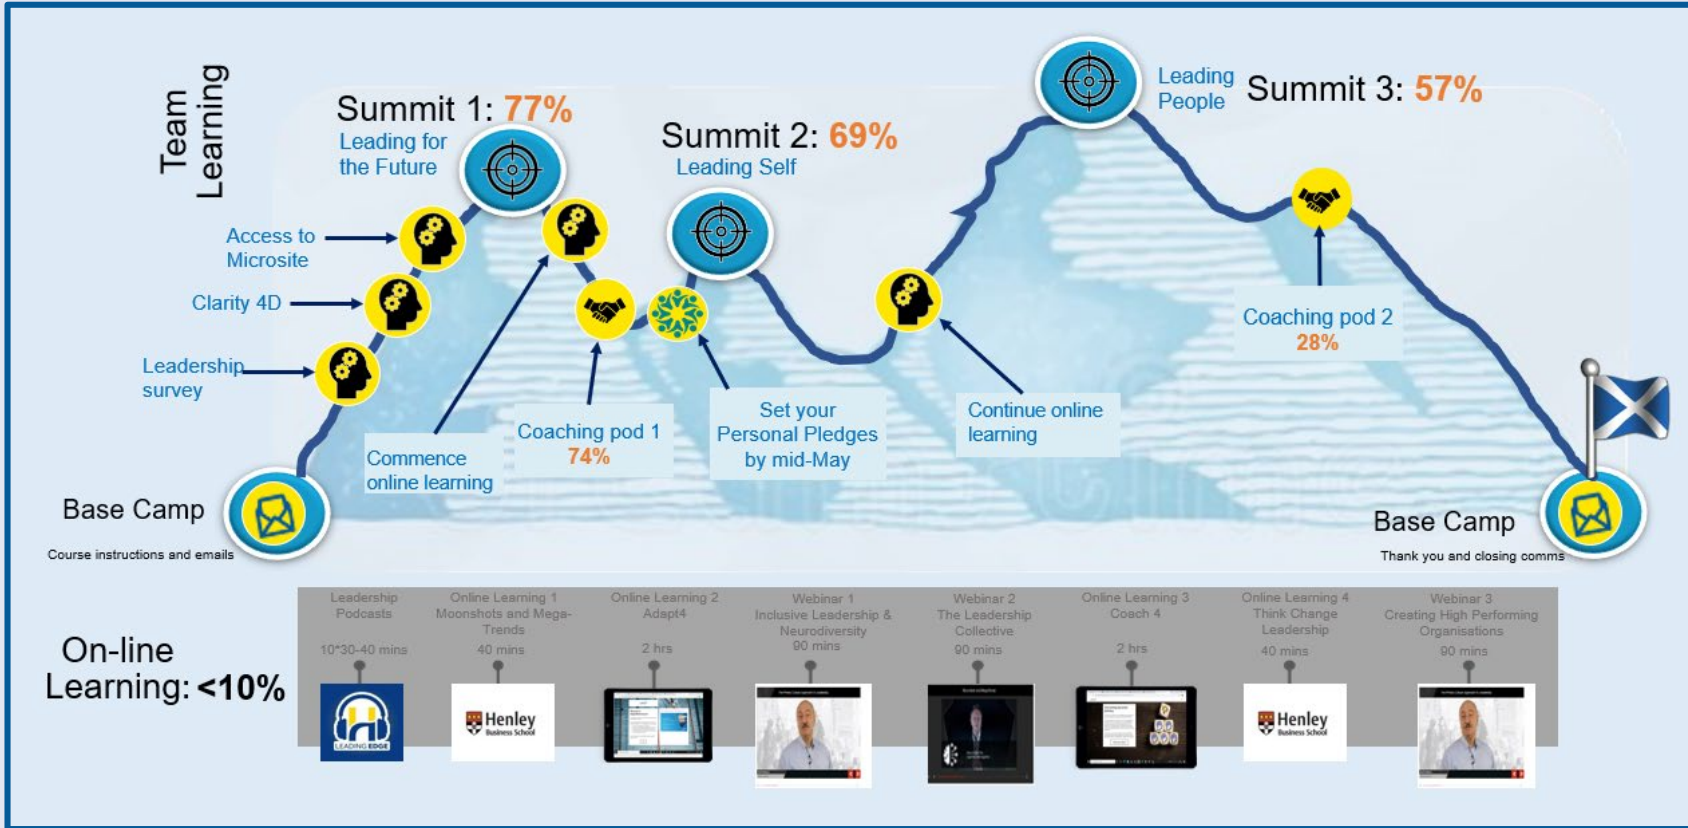 Team
Learning
Summit 1: 77%
Leading for
the Future
Summit 2: 69%
Leading Self
Leading
People
Summit 3: 57%
Access to
Microsite
Clarity 4D
Leadership
survey
Commence
online learning
Coaching pod 1
74%
Set your
Personal Pledges
by mid-May
Continue online
learning
Coaching pod 2
28%
Base Camp
Course instructions and emails
Base Camp
Thank you and closing comms
On-line
Learning: <10%
Leadership
Podcasts
10*30-40 mins
LEADING EDGE
Online Learning 1
Moonshots and Mega-
Trends
40 mins
Henley
Business School
Online Learning 2
Adapt4
2 hrs
Webinar 1
Inclusive Leadership &
Neurodiversity
90 mins
Webinar 2
The Leadership
Collective
90 mins
Online Learning 3
Coach 4
2 hrs
Online Learning 4
Think Change
Leadership
40 mins
Henley
Business School
Webinar 3
Creating High Performing
Organisations
90 mins